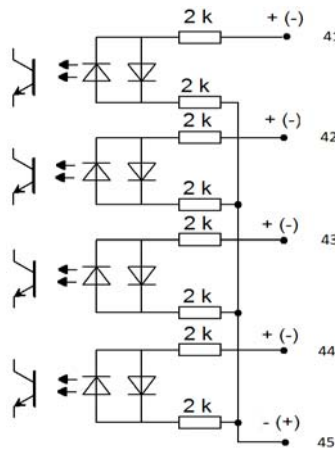 2 k + (-) 41
2 k
2 k + (-) 42
2 k
2 k + (-) 43
2 k
2 k + (-) 44
2 k - (+) 45